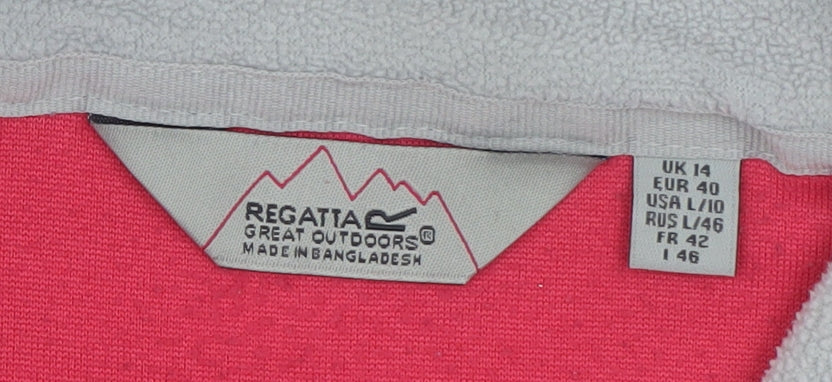 REGATTA R
GREAT OUTDOORS®
MADE IN BANGLADESH
UK 14
EUR 40
USA L/10
RUS L/46
FR 42
I 46